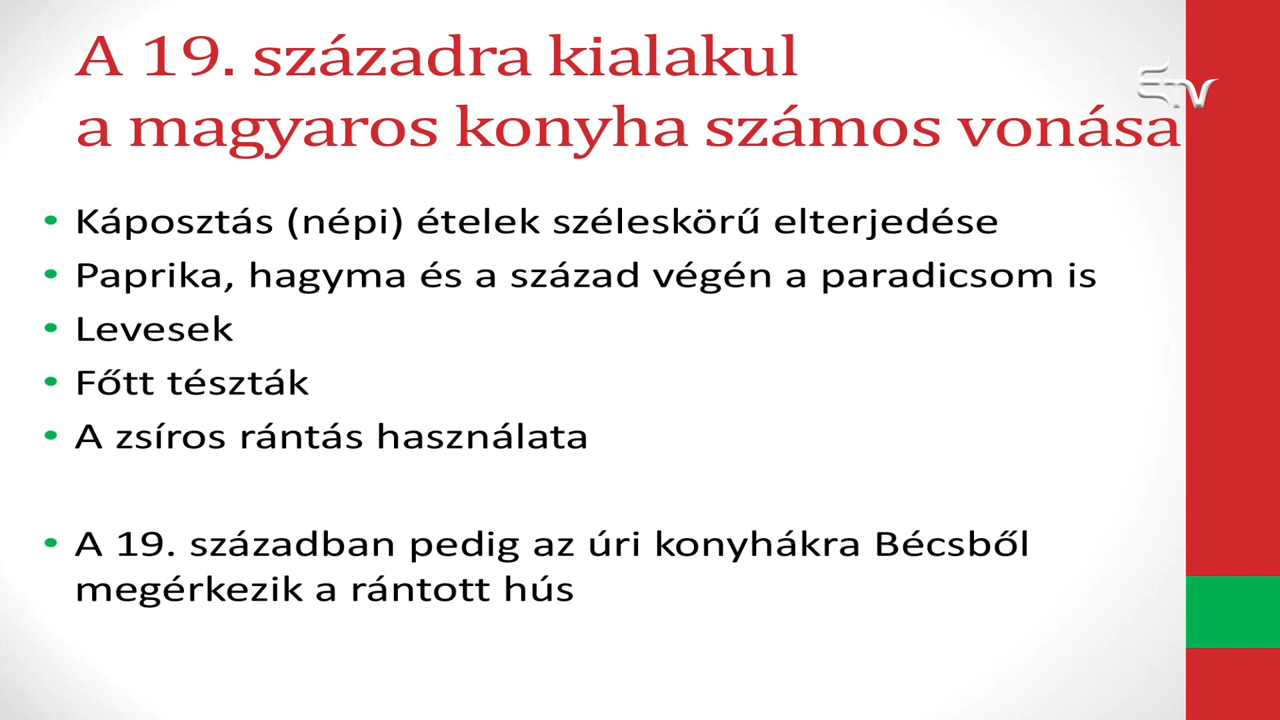 A 19. századra kialakul
a magyaros konyha számos vonása
ETV
• Káposztás (népi) ételek széleskörű elterjedése
• Paprika, hagyma és a század végén a paradicsom is
• Levesek
• Főtt tészták
• A zsíros rántás használata
• A 19. században pedig az úri konyhákra Bécsből
megérkezik a rántott hús